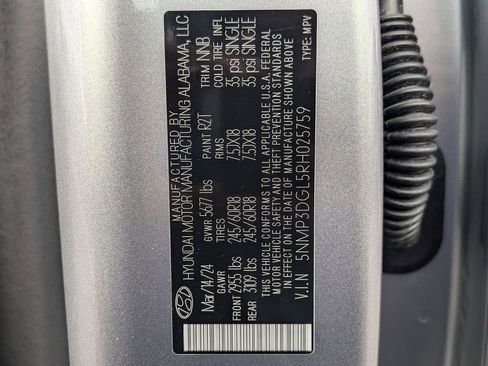 MANUFACTURED BY
HYUNDAI MOTOR MANUFACTURING ALABAMA, LLC
Mar/14/24 GVWR 5677 lbs PAINT R2T TRIM NNB
GAWR TIRES RIMS COLD TIRE INFL
FRONT 2955 lbs 245/60R18 7.5JX18 35 psi SINGLE
REAR 3109 lbs 245/60R18 7.5JX18 35 psi SINGLE
THIS VEHICLE CONFORMS TO ALL APPLICABLE U.S.A. FEDERAL
MOTOR VEHICLE SAFETY AND THEFT PREVENTION STANDARDS
IN EFFECT ON THE DATE OF MANUFACTURE SHOWN ABOVE
V.I.N 5NMP3DGL5RH025759 TYPE: MPV